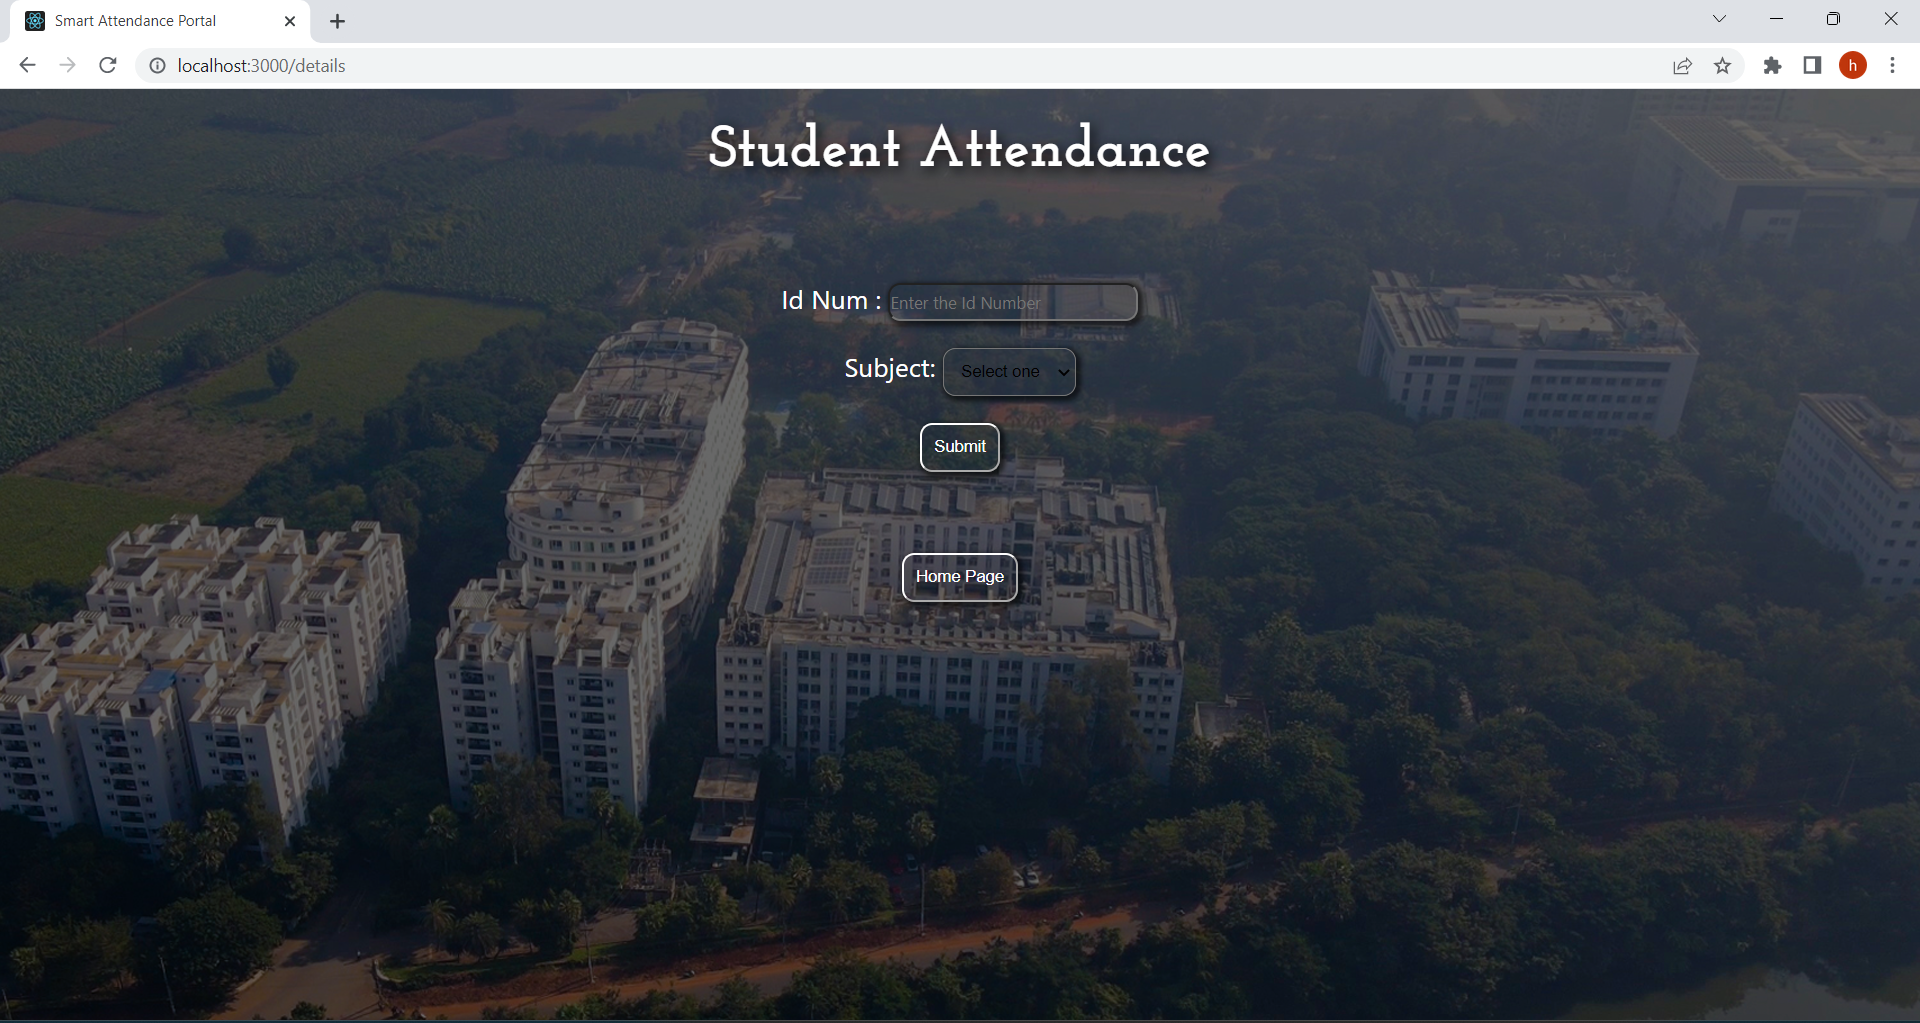 Smart Attendance Portal
localhost:3000/details
h
Student Attendance
Id Num : Enter the Id Number
Subject: Select one
Submit
Home Page